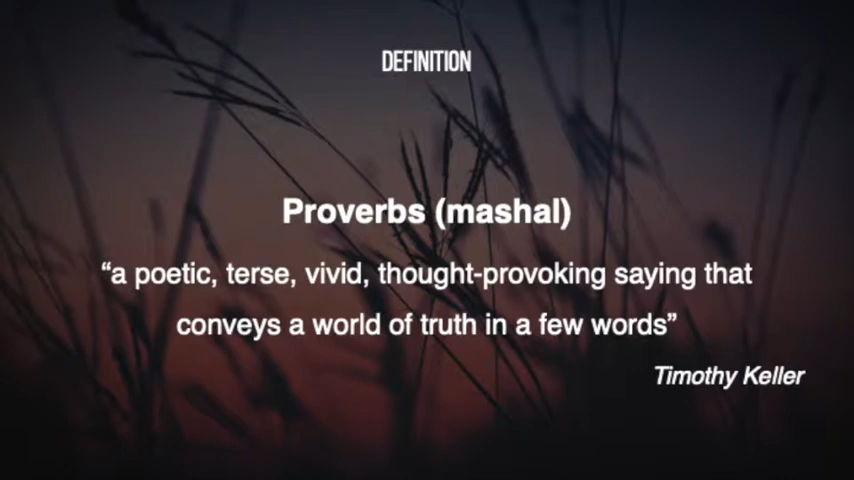 DEFINITION
Proverbs (mashal)
“a poetic, terse, vivid, thought-provoking saying that
conveys a world of truth in a few words”
Timothy Keller